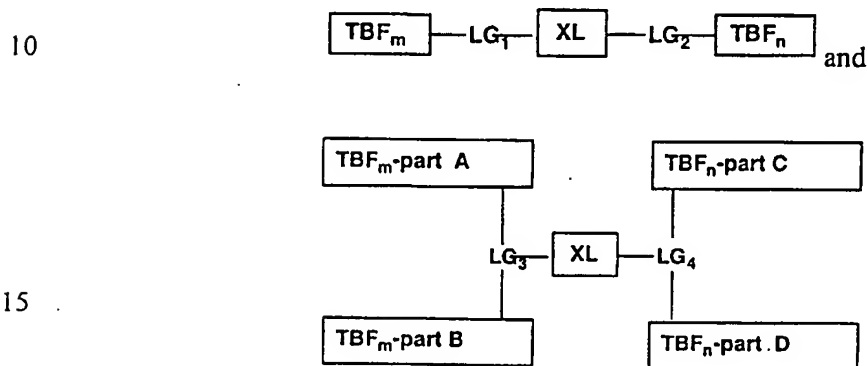 10 TBFm LG1 XL LG2 TBFn and
TBFm-part A TBFn-part C
LG3 XL LG4
15
TBFm-part B TBFn-part . D